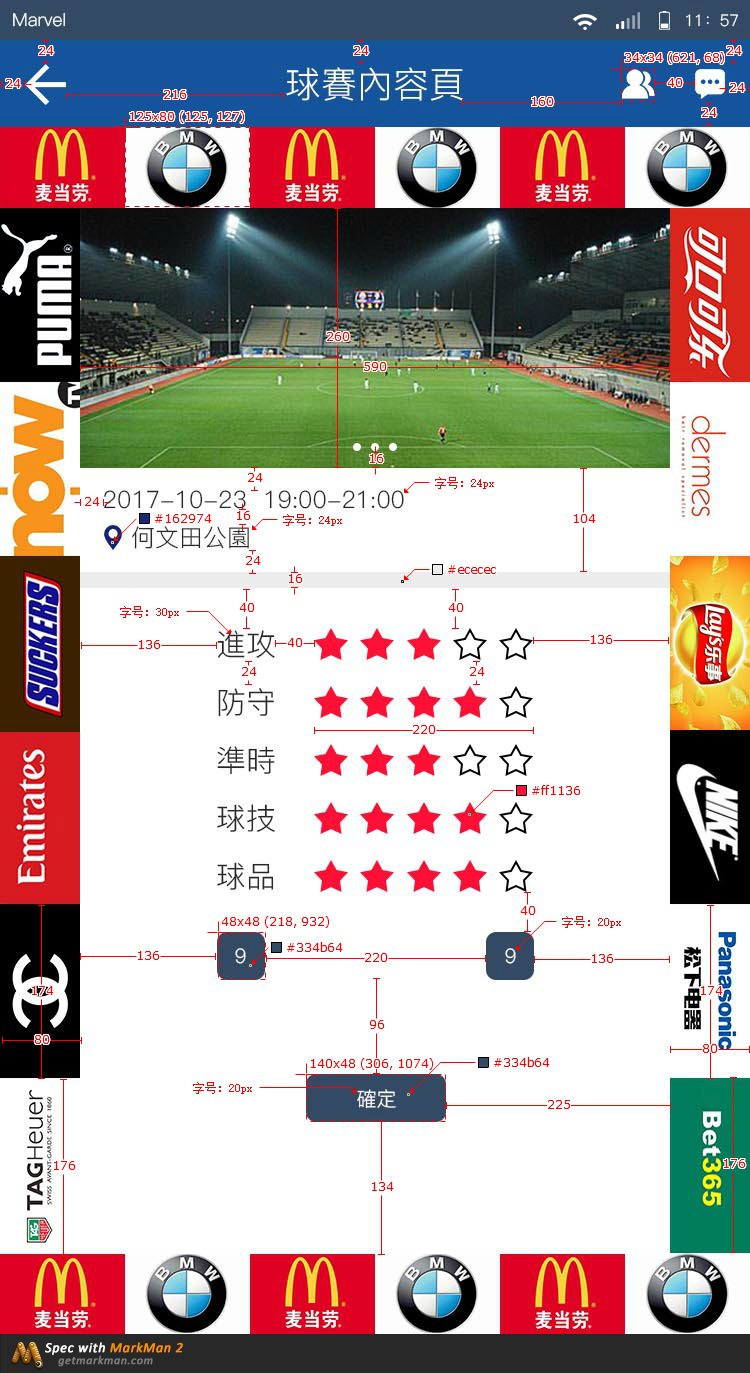 Marvel
11: 57
24
24
24
34x34 (621, 68)
24
球賽內容頁
216
160
40
24
24
125x80 (125, 127)
麦当劳.
BMW
麦当劳.
BMW
麦当劳.
BMW
PUMA
可口可乐
260
590
16
now
TV
dermes
hair removal specialists
24
24
2017-10-23 19:00-21:00
字号: 24px
16
#162974
字号: 24px
何文田公園
104
24
16
#ececec
SUCKERS
Lay's乐事
字号: 30px
40
40
136
進攻
40
136
24
24
防守
220
Emirates
NIKE
準時
#ff1136
球技
球品
40
48x48 (218, 932)
字号: 20px
136
9
#334b64
220
9
136
174
80
Panasonic
松下电器
174
80
96
140x48 (306, 1074)
#334b64
字号: 20px
確定
225
TAGHeuer
SWISS AVANT-GARDE SINCE 1860
TAG
176
134
Bet365
176
麦当劳.
BMW
麦当劳.
BMW
麦当劳.
BMW
Spec with MarkMan 2
getmarkman.com